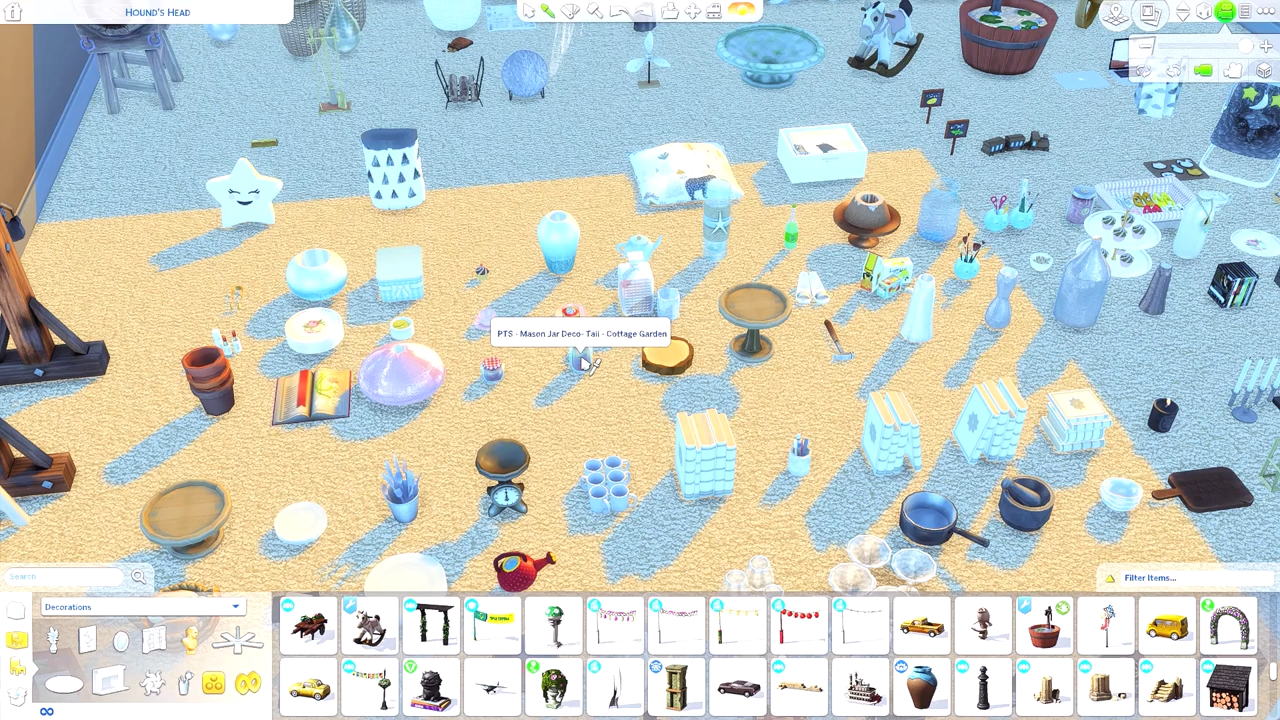 HOUND'S HEAD
PTS - Mason Jar Deco- Tall - Cottage Garden
Search
Filter Items...
Decorations